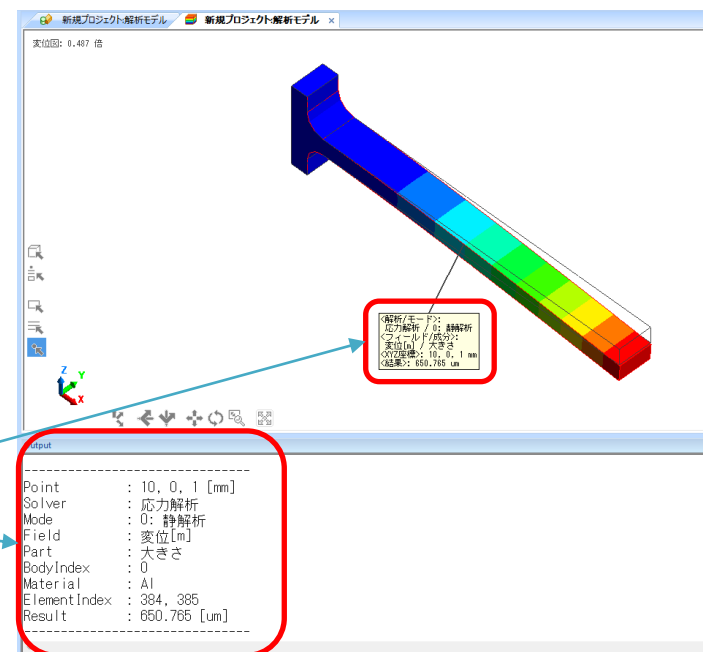 新規プロジェクト:解析モデル 新規プロジェクト:解析モデル ×
変位図: 0.487 倍
<解析/モード>:
応力解析 / 0: 静解析
<フィールド/成分>:
変位[m] / 大きさ
<XYZ座標>: 10, 0, 1 mm
<結果>: 650.765 um
Z
Y
X
utput
------------------------------
Point : 10, 0, 1 [mm]
Solver : 応力解析
Mode : 0: 静解析
Field : 変位[m]
Part : 大きさ
BodyIndex : 0
Material : Al
ElementIndex : 384, 385
Result : 650.765 [um]
------------------------------